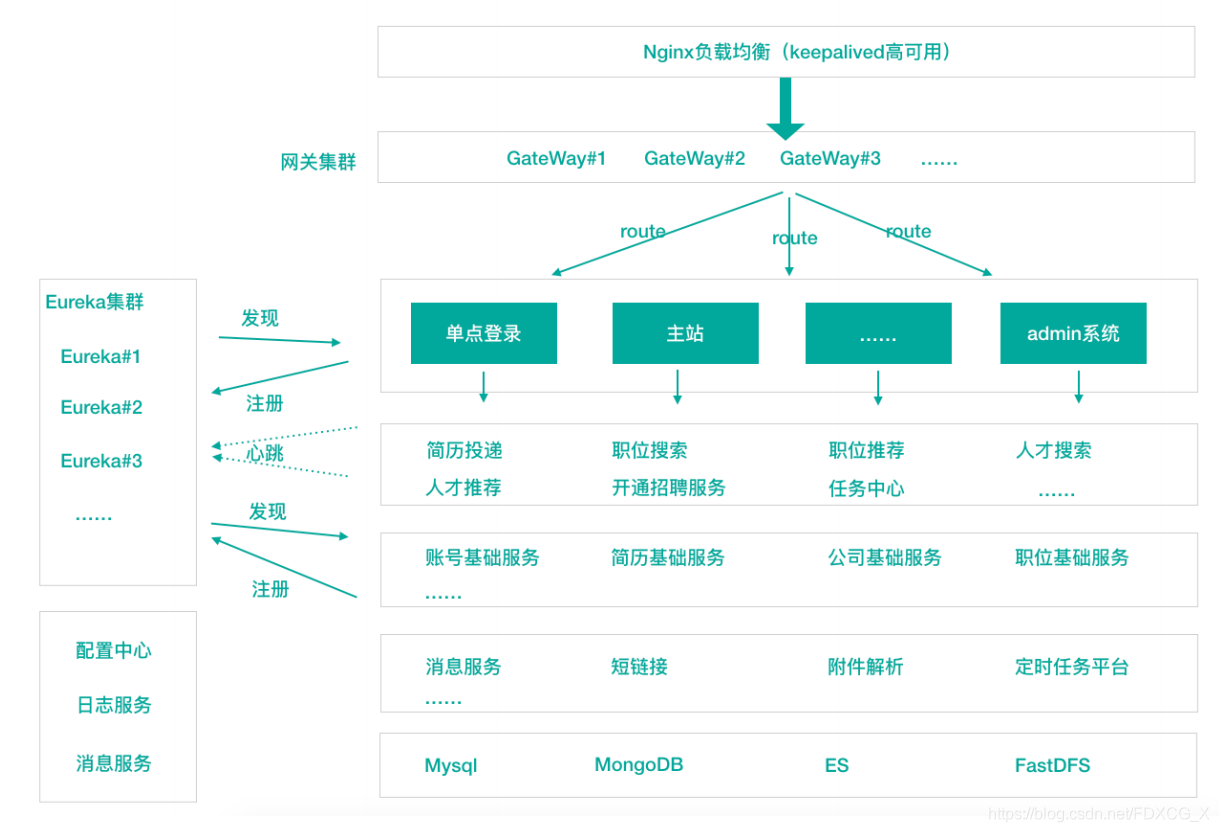 Nginx负载均衡（keepalived高可用）
网关集群
GateWay#1 GateWay#2 GateWay#3 ......
route route route
Eureka集群
Eureka#1
Eureka#2
Eureka#3
......
发现
注册
心跳
发现
注册
单点登录 主站 ...... admin系统
简历投递 职位搜索 职位推荐 人才搜索
人才推荐 开通招聘服务 任务中心 ......
账号基础服务 简历基础服务 公司基础服务 职位基础服务
......
配置中心
日志服务
消息服务
消息服务 短链接 附件解析 定时任务平台
......
Mysql MongoDB ES FastDFS
https://blog.csdn.net/FDXCG_X